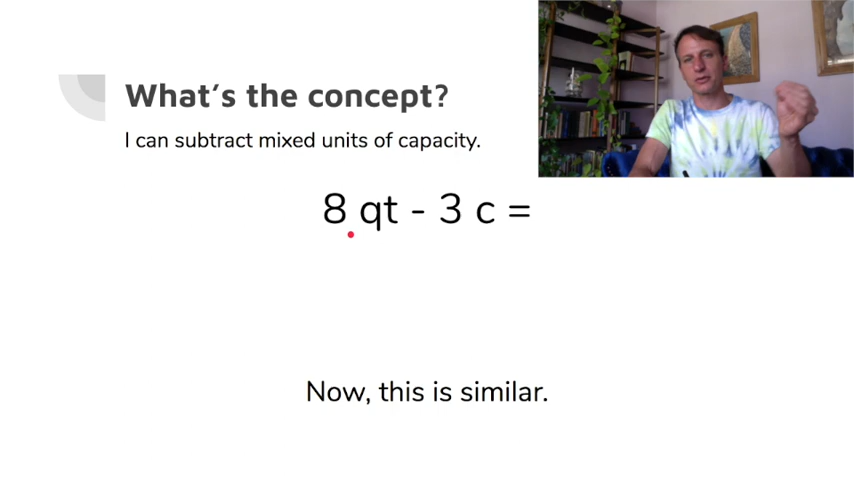 What's the concept?
I can subtract mixed units of capacity.
8 qt - 3 c =
Now, this is similar.